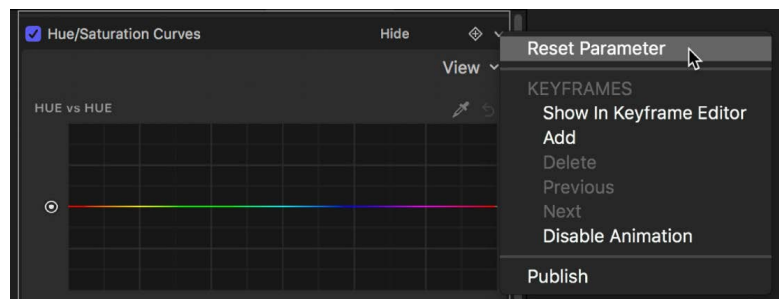 Hue/Saturation Curves Hide
View
HUE vs HUE
Reset Parameter
KEYFRAMES
Show In Keyframe Editor
Add
Delete
Previous
Next
Disable Animation
Publish